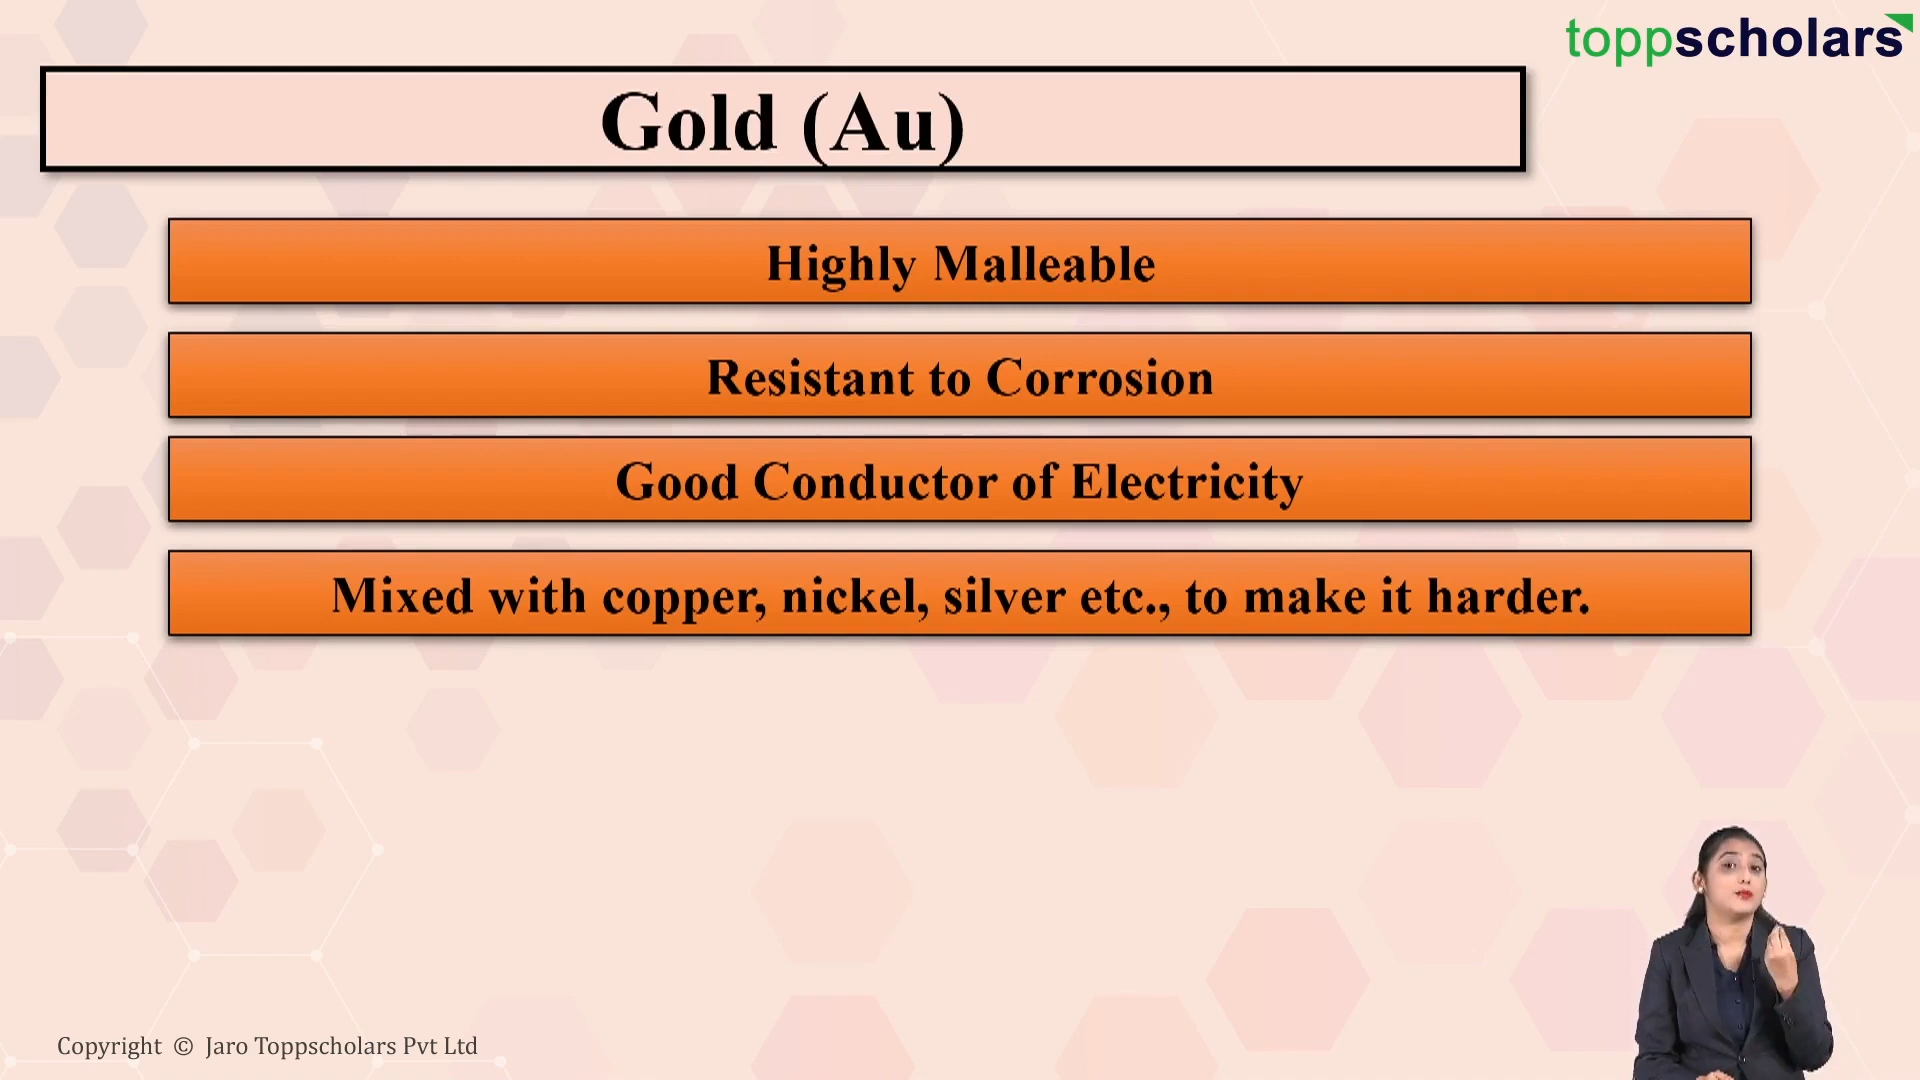 toppscholars
Gold (Au)
Highly Malleable
Resistant to Corrosion
Good Conductor of Electricity
Mixed with copper, nickel, silver etc., to make it harder.
Copyright © Jaro Toppscholars Pvt Ltd